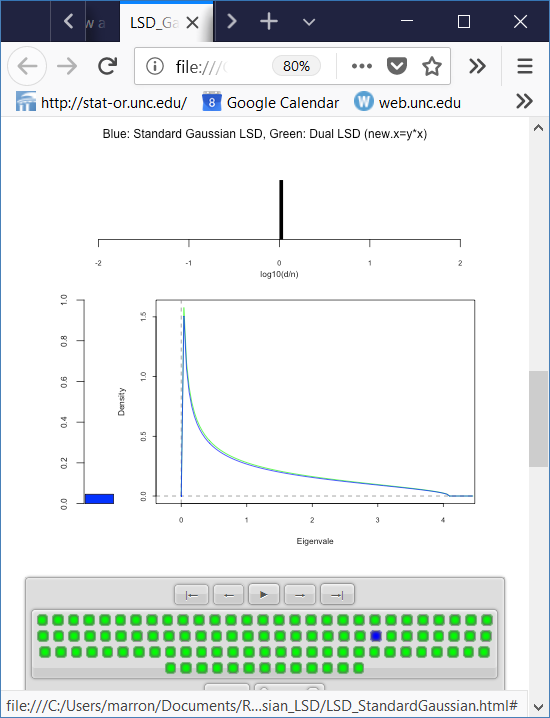 LSD_Ga
file:///C
80%
http://stat-or.unc.edu/ 8 Google Calendar W web.unc.edu
Blue: Standard Gaussian LSD, Green: Dual LSD (new.x=y*x)
-2 -1 0 1 2
log10(d/n)
1.0
0.8
0.6
0.4
0.2
0.0
Density
1.5
1.0
0.5
0.0
0 1 2 3 4
Eigenvale
file:///C:/Users/marron/Documents/R...sian_LSD/LSD_StandardGaussian.html#